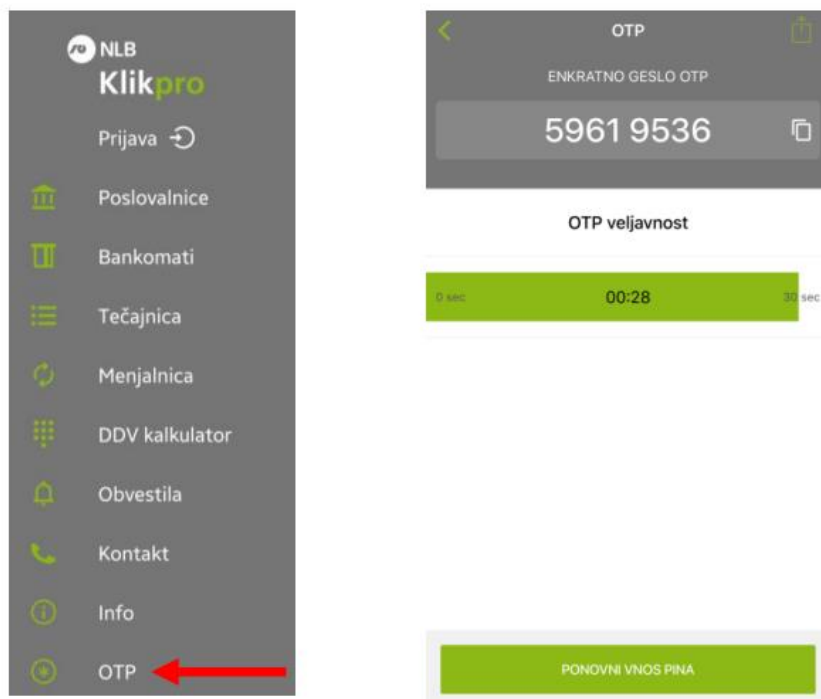 NLB
Klikpro
Prijava
Poslovalnice
Bankomati
Tečajnica
Menjalnica
DDV kalkulator
Obvestila
Kontakt
Info
OTP
OTP
ENKRATNO GESLO OTP
5961 9536
OTP veljavnost
0 sec 00:28 30 sec
PONOVNI VNOS PINA